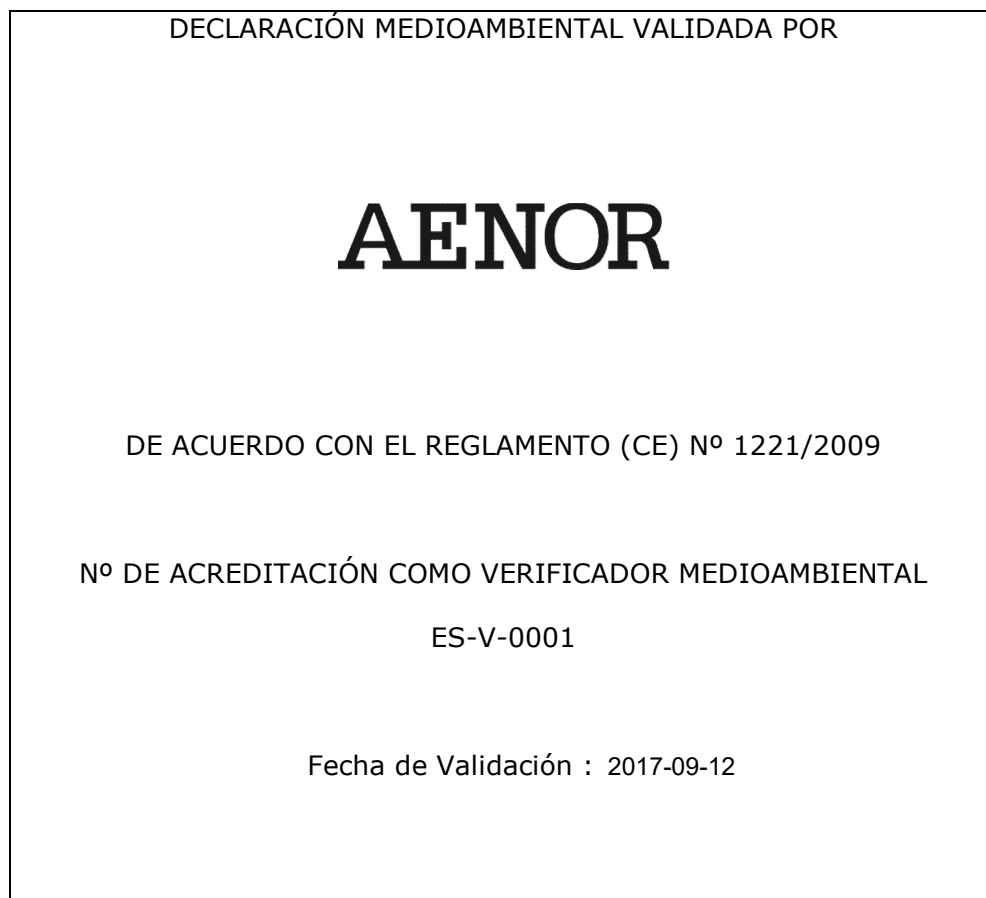 DECLARACIÓN MEDIOAMBIENTAL VALIDADA POR
AENOR
DE ACUERDO CON EL REGLAMENTO (CE) Nº 1221/2009
Nº DE ACREDITACIÓN COMO VERIFICADOR MEDIOAMBIENTAL
ES-V-0001
Fecha de Validación : 2017-09-12